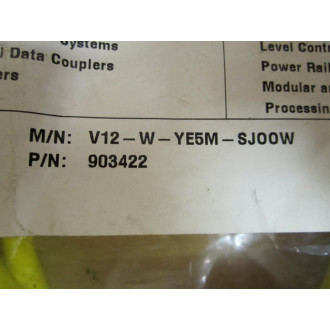 Systems
Data Couplers
ers
Level Contr
Power Rail
Modular a
Processin
M/N: V12-W-YE5M-SJOOW
P/N: 903422